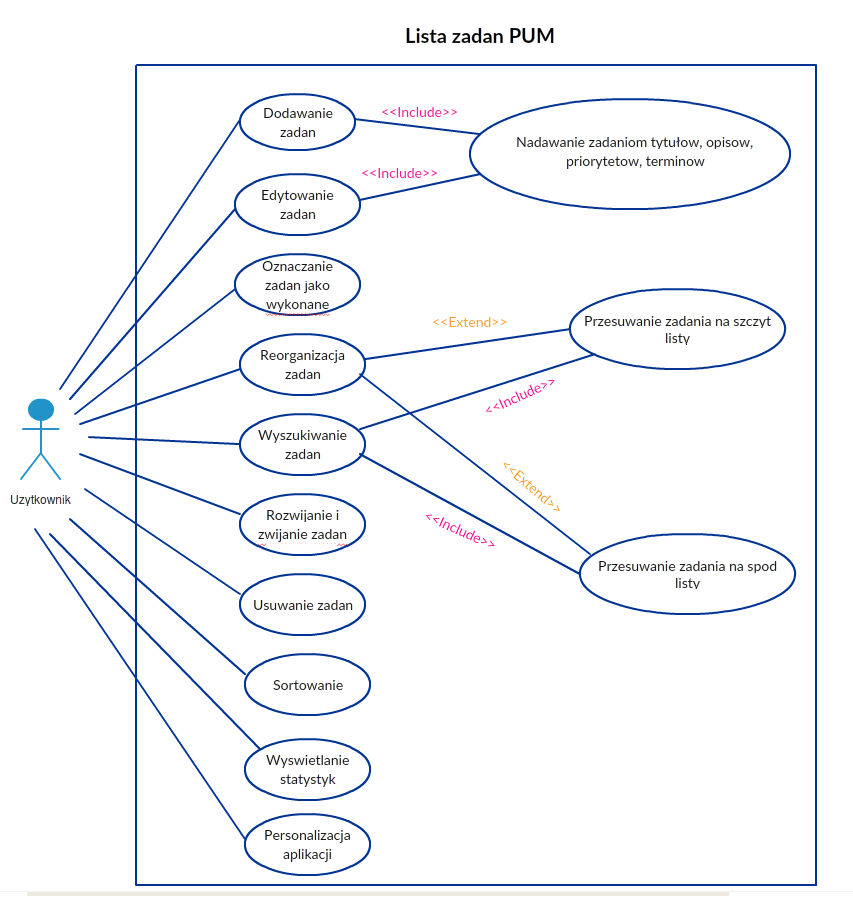 Lista zadan PUM
Dodawanie
zadan
<<Include>>
Nadawanie zadaniom tytułow, opisow,
priorytetow, terminow
Edytowanie
zadan
<<Include>>
Oznaczanie
zadan jako
wykonane
Reorganizacja
zadan
<<Extend>>
Przesuwanie zadania na szczyt
listy
<<Include>>
Wyszukiwanie
zadan
<<Extend>>
<<Include>>
Uzytkownik
Rozwijanie i
zwijanie zadan
Przesuwanie zadania na spod
listy
Usuwanie zadan
Sortowanie
Wyswietlanie
statystyk
Personalizacja
aplikacji